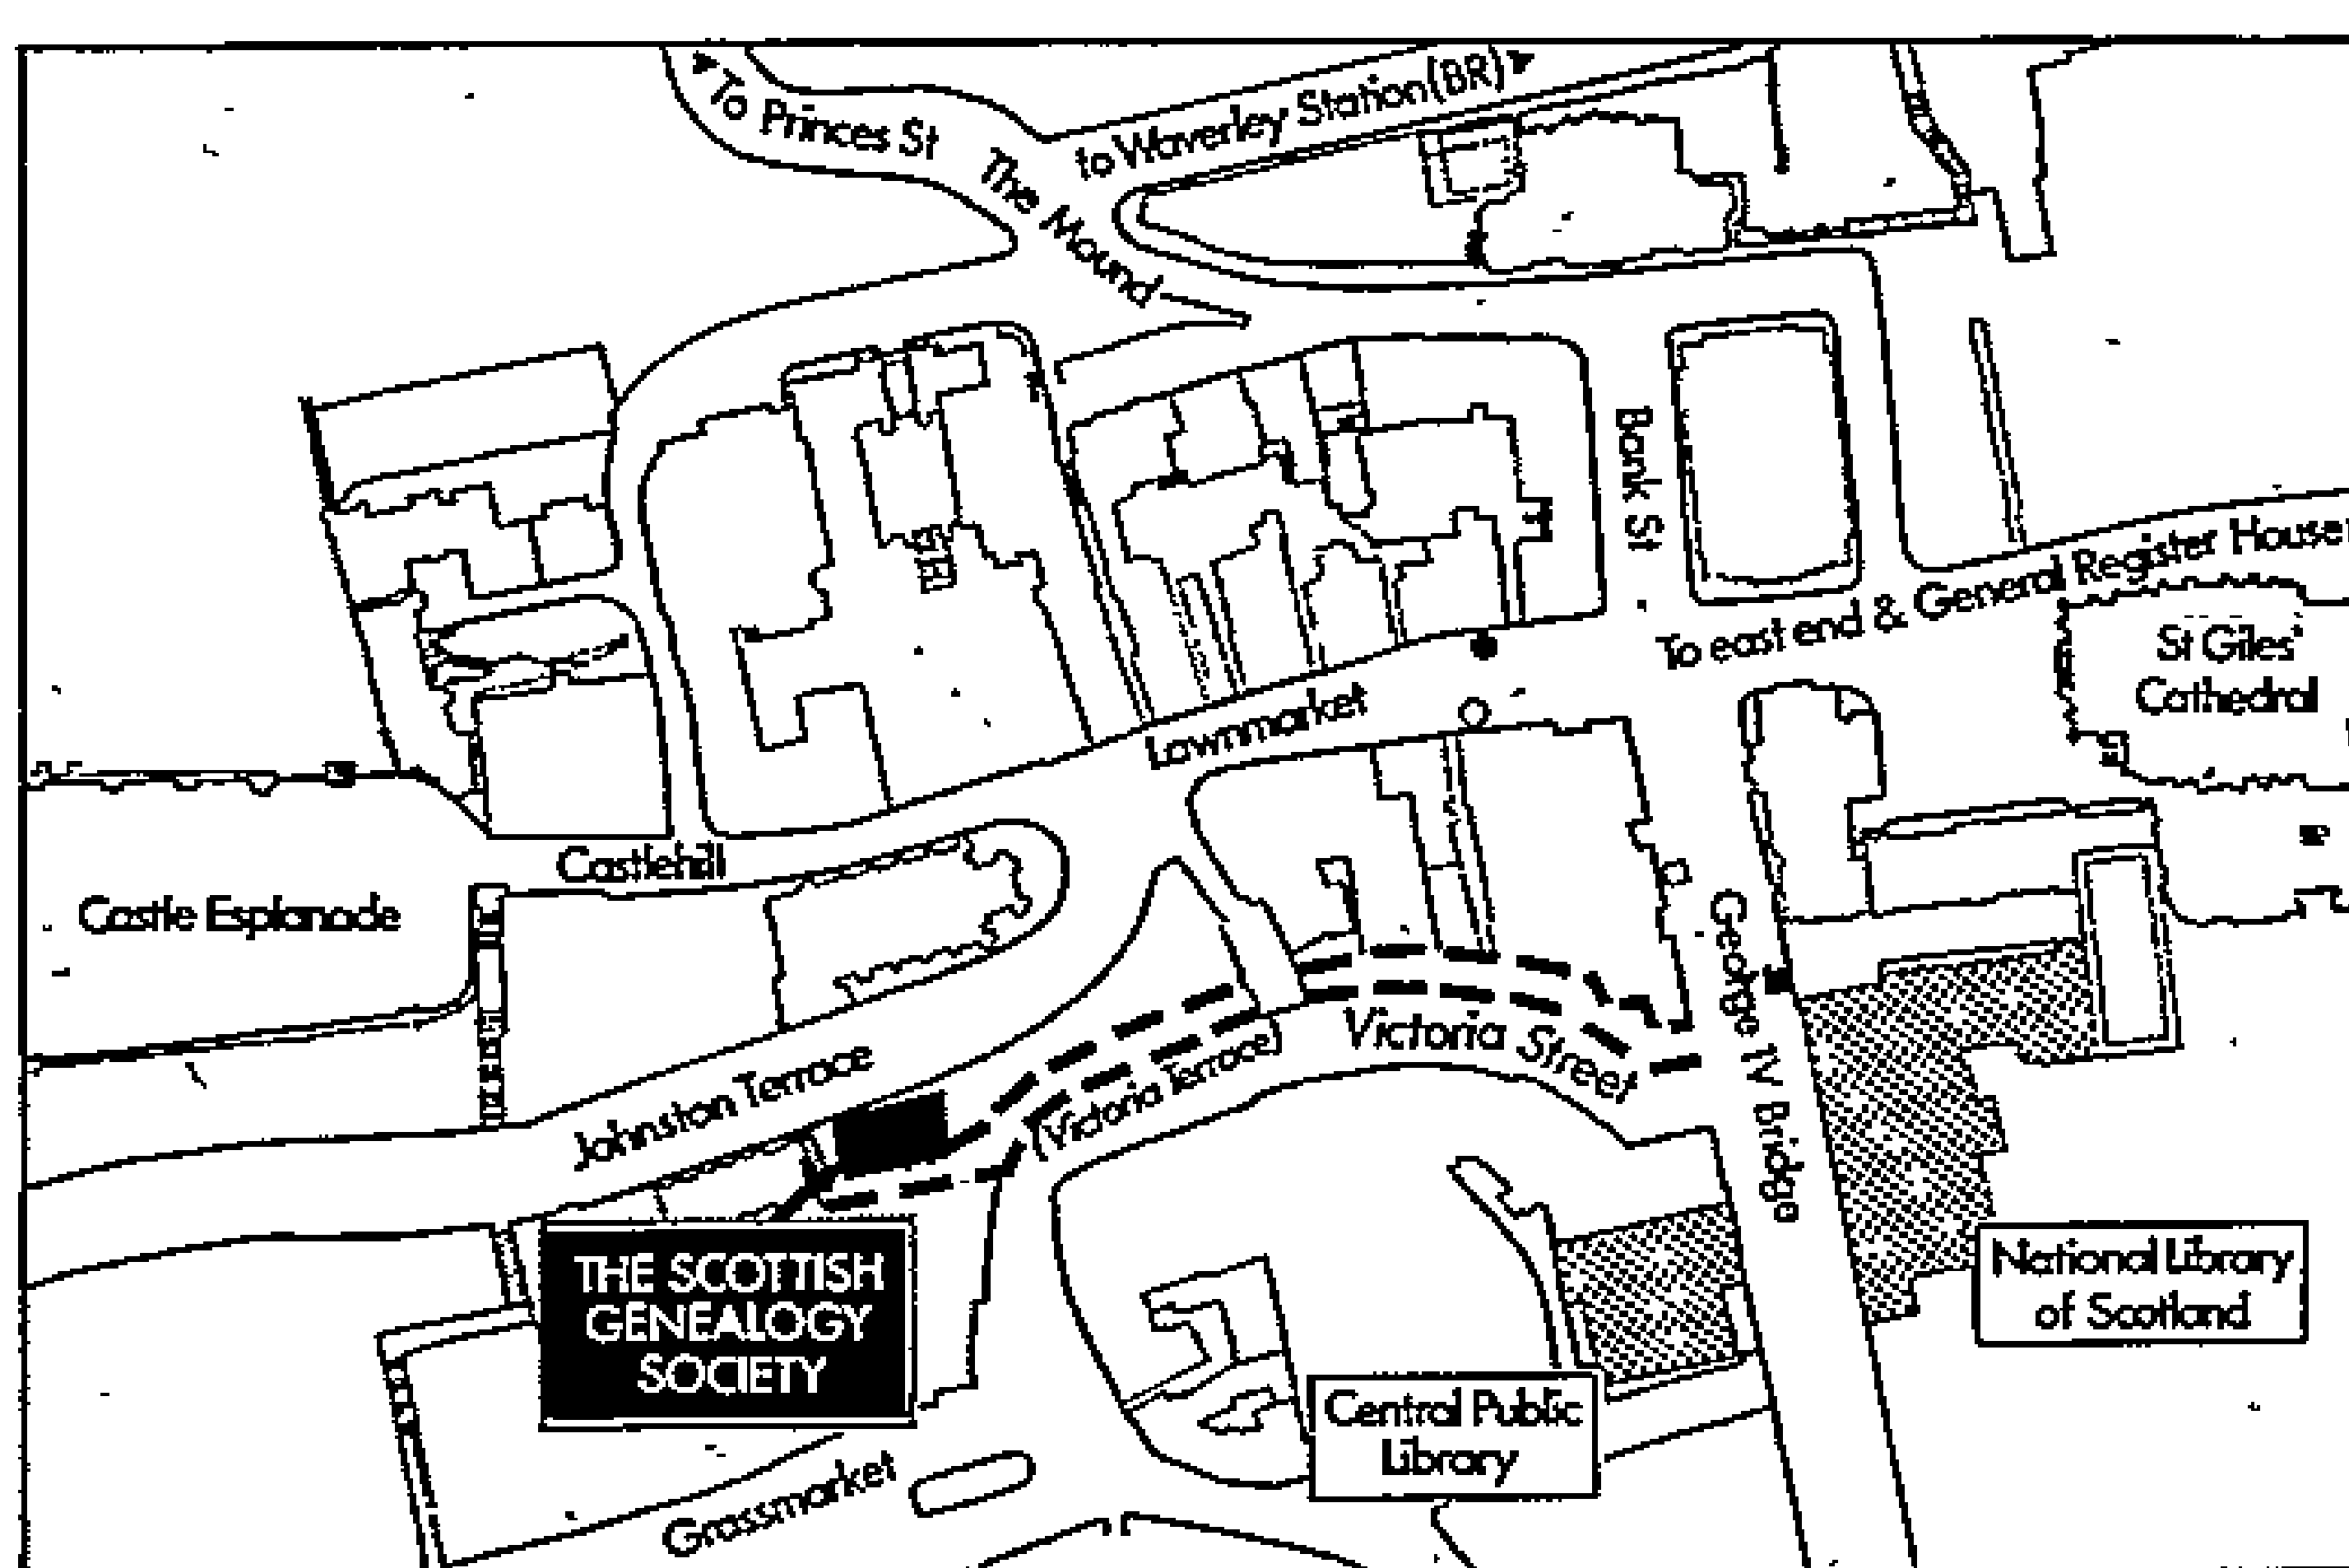 To Princes St
to Waverley Station (BR)
The Mound
Bank St
To east end & General Register House
St Giles'
Cathedral
Lawnmarket
Castlehill
Castle Esplanade
George IV Bridge
Victoria Street
(Victoria Terrace)
Johnston Terrace
THE SCOTTISH
GENEALOGY
SOCIETY
National Library
of Scotland
Central Public
Library
Grassmarket